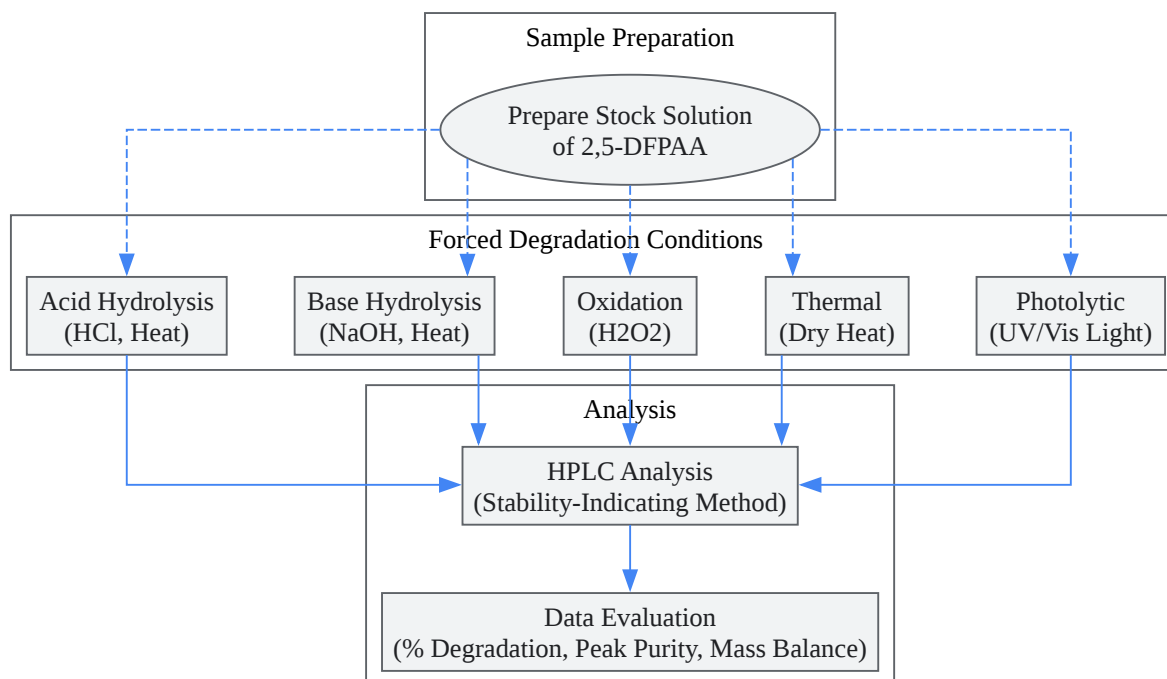 Sample Preparation
Prepare Stock Solution
of 2,5-DFPAA
Forced Degradation Conditions
Acid Hydrolysis
(HCl, Heat)
Base Hydrolysis
(NaOH, Heat)
Oxidation
(H2O2)
Thermal
(Dry Heat)
Photolytic
(UV/Vis Light)
Analysis
HPLC Analysis
(Stability-Indicating Method)
Data Evaluation
(% Degradation, Peak Purity, Mass Balance)